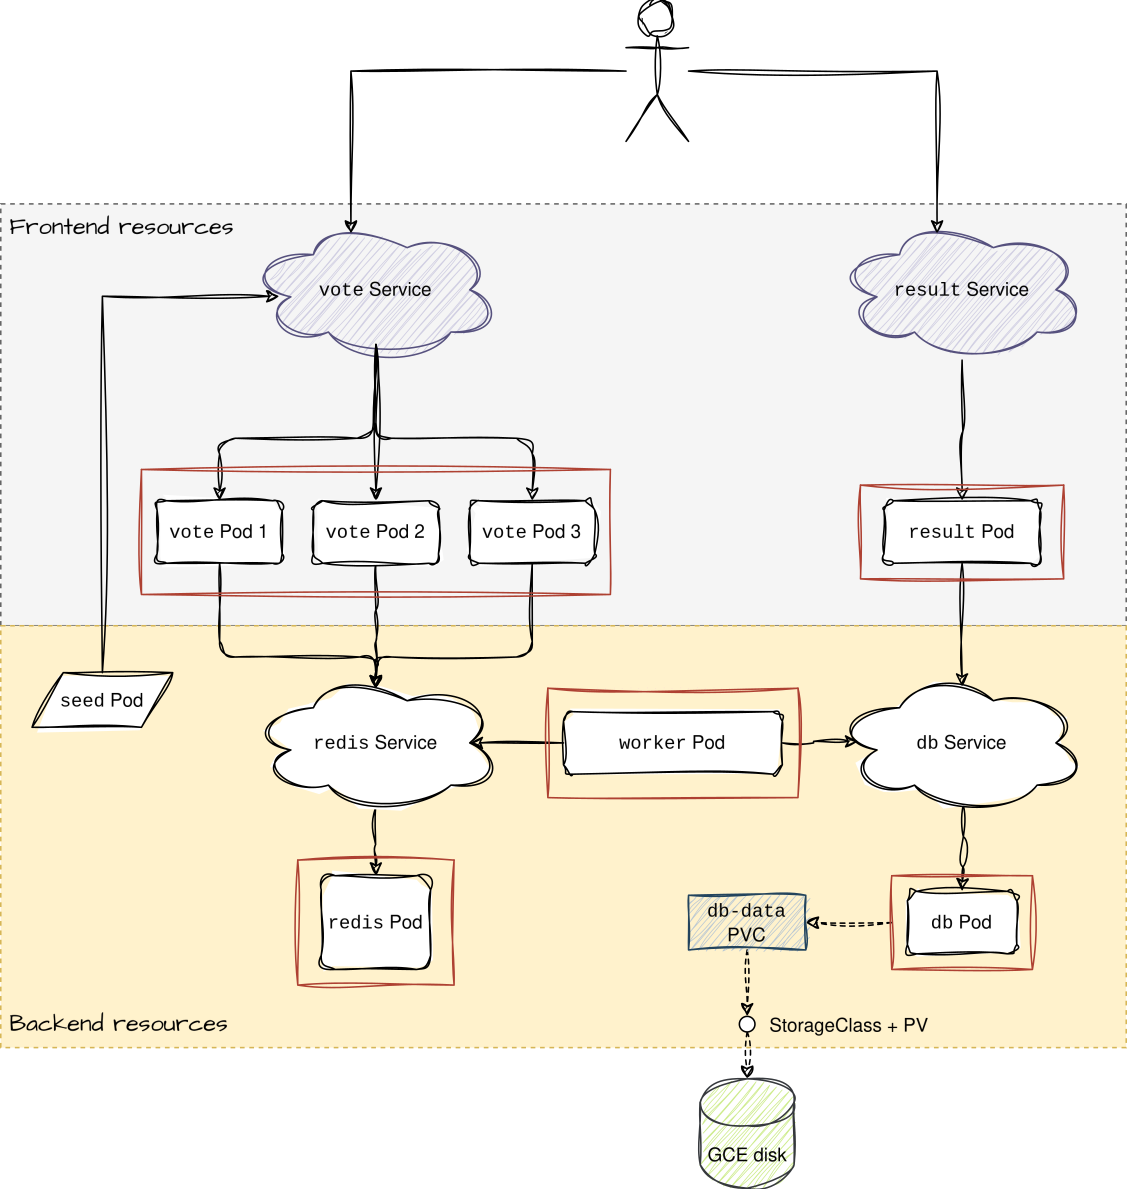 Frontend resources
vote Service
result Service
vote Pod 1
vote Pod 2
vote Pod 3
result Pod
seed Pod
redis Service
worker Pod
db Service
redis Pod
db-data
PVC
db Pod
Backend resources
StorageClass + PV
GCE disk